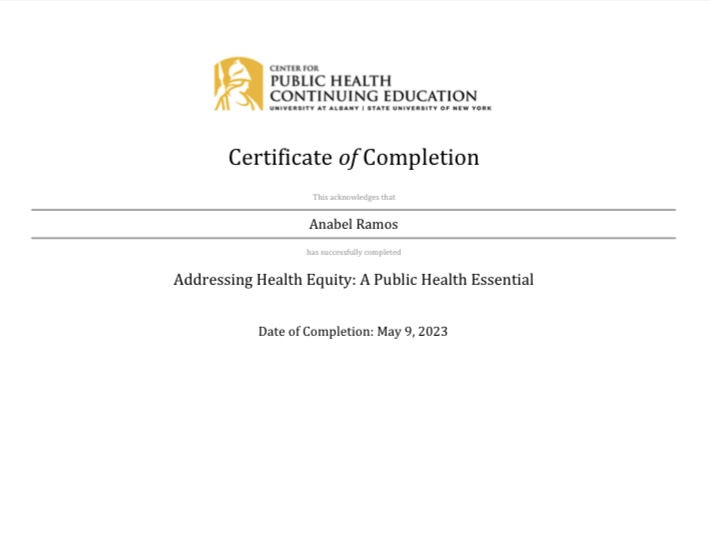 CENTER FOR
PUBLIC HEALTH
CONTINUING EDUCATION
UNIVERSITY AT ALBANY | STATE UNIVERSITY OF NEW YORK
Certificate of Completion
This acknowledges that
Anabel Ramos
has successfully completed
Addressing Health Equity: A Public Health Essential
Date of Completion: May 9, 2023